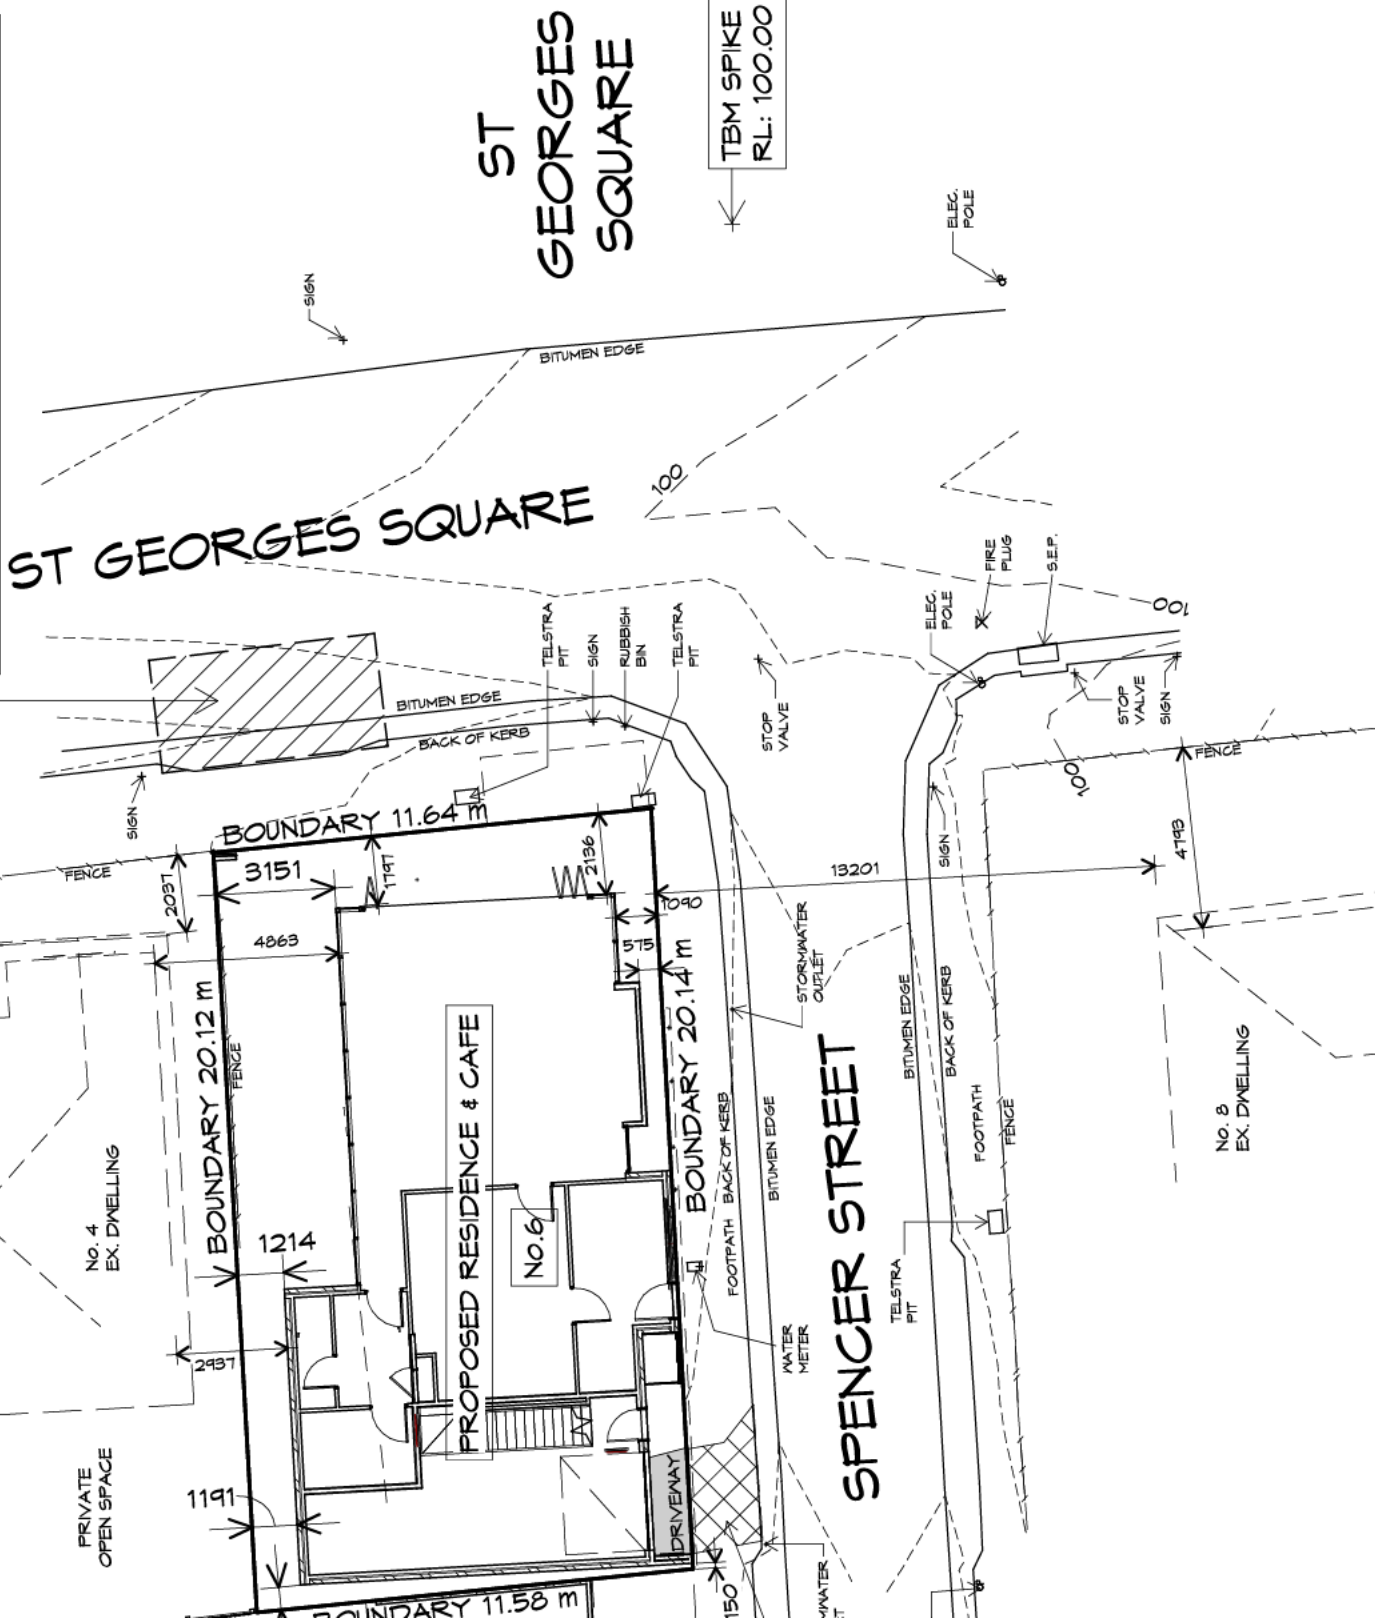 ST
GEORGES
SQUARE
TBM SPIKE
RL: 100.00
ELEC.
POLE
SIGN
BITUMEN EDGE
100
ST GEORGES SQUARE
FIRE
PLUG
S.E.P.
ELEC.
POLE
100
TELSTRA
PIT
SIGN
RUBBISH
BIN
TELSTRA
PIT
BITUMEN EDGE
BACK OF KERB
STOP
VALVE
STOP
VALVE
SIGN
FENCE
100
SIGN
BOUNDARY 11.64 m
SIGN
4793
FENCE
2037
3151
1797
2136
13201
1090
4863
575
STORMWATER
OUTLET
BOUNDARY 20.12 m
FENCE
PROPOSED RESIDENCE & CAFE
BOUNDARY 20.14 m
BITUMEN EDGE
BACK OF KERB
No. 4
EX. DWELLING
No. 8
EX. DWELLING
FOOTPATH
FENCE
FOOTPATH
BACK OF KERB
BITUMEN EDGE
SPENCER STREET
1214
No.6
TELSTRA
PIT
WATER
METER
2937
PRIVATE
OPEN SPACE
1191
DRIVEWAY
150
BOUNDARY 11.58 m